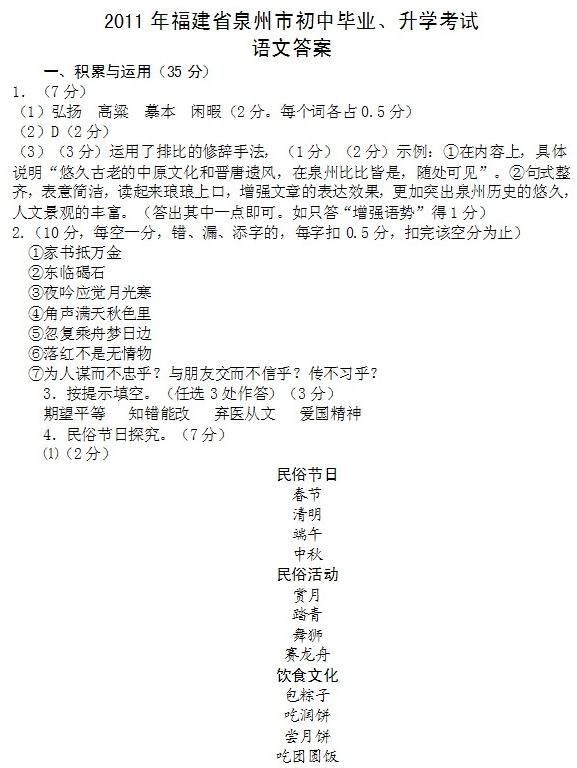 2011年福建省泉州市初中毕业、升学考试
语文答案
一、积累与运用(35分)
1. (7分)
(1)弘扬 高粱 摹本 闲暇(2分。每个词各占0.5分)
(2)D(2分)
(3)(3分)运用了排比的修辞手法, (1分)(2分)示例:①在内容上,具体
说明“悠久古老的中原文化和晋唐遗风,在泉州比比皆是,随处可见”。②句式整
齐,表意简洁,读起来琅琅上口,增强文章的表达效果,更加突出泉州历史的悠久,
人文景观的丰富。(答出其中一点即可。如只答“增强语势”得1分)
2.(10分,每空一分,错、漏、添字的,每字扣0.5分,扣完该空分为止)
①家书抵万金
②东临碣石
③夜吟应觉月光寒
④角声满天秋色里
⑤忽复乘舟梦日边
⑥落红不是无情物
⑦为人谋而不忠乎?与朋友交而不信乎?传不习乎?
3. 按提示填空。(任选3处作答)(3分)
期望平等 知错能改 弃医从文 爱国精神
4. 民俗节日探究。(7分)
⑴(2分)
民俗节日
春节
清明
端午
中秋
民俗活动
赏月
踏青
舞狮
赛龙舟
饮食文化
包粽子
吃润饼
尝月饼
吃团圆饭